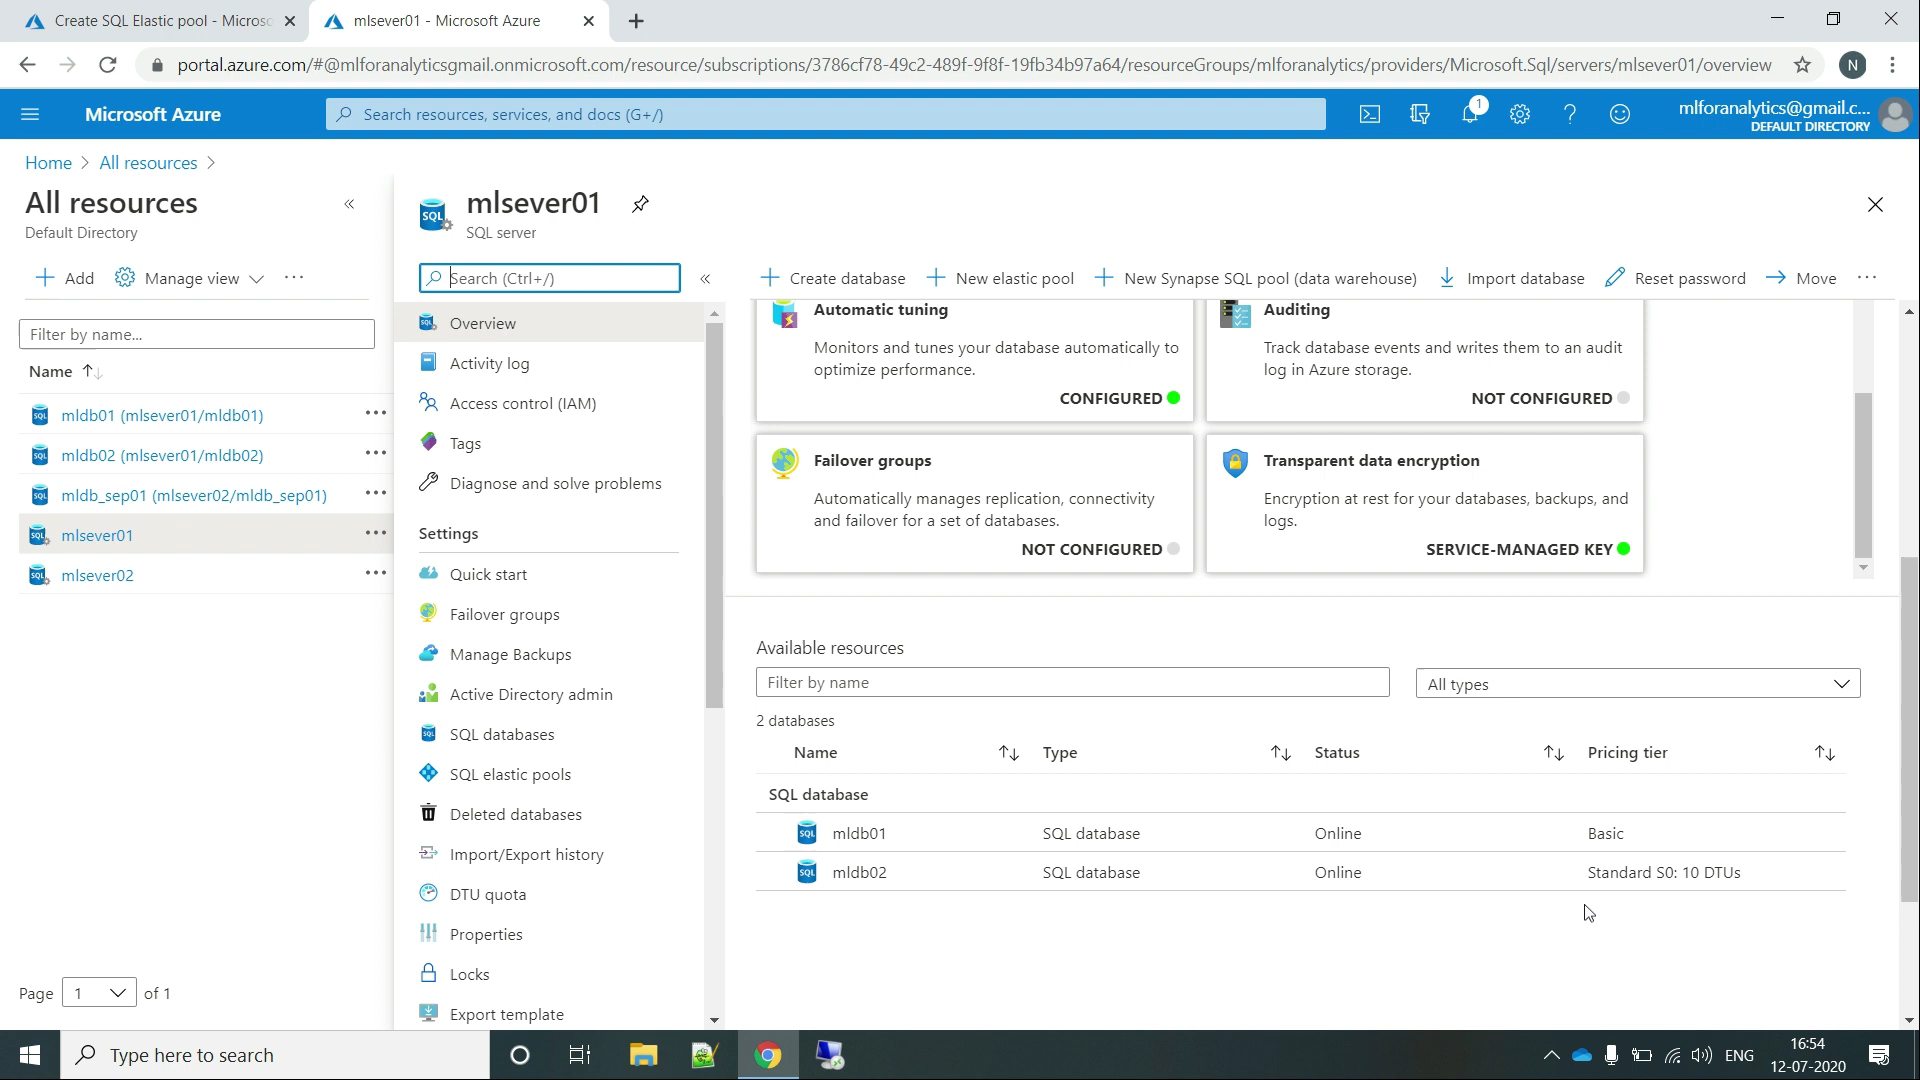 Create SQL Elastic pool - Micros
mlsever01 - Microsoft Azure
portal.azure.com/#@mlforanalyticsgmail.onmicrosoft.com/resource/subscriptions/3786cf78-49c2-489f-9f8f-19fb34b97a64/resourceGroups/mlforanalytics/providers/Microsoft.Sql/servers/mlsever01/overview
N
Microsoft Azure
Search resources, services, and docs (G+/)
1
mlforanalytics@gmail.c...
DEFAULT DIRECTORY
Home > All resources >
All resources
Default Directory
Add
Manage view
Filter by name...
Name
mldb01 (mlsever01/mldb01)
mldb02 (mlsever01/mldb02)
mldb_sep01 (mlsever02/mldb_sep01)
mlsever01
mlsever02
Page 1 of 1
mlsever01
SQL server
Search (Ctrl+/)
Overview
Activity log
Access control (IAM)
Tags
Diagnose and solve problems
Settings
Quick start
Failover groups
Manage Backups
Active Directory admin
SQL databases
SQL elastic pools
Deleted databases
Import/Export history
DTU quota
Properties
Locks
Export template
Create database
New elastic pool
New Synapse SQL pool (data warehouse)
Import database
Reset password
Move
Automatic tuning
Monitors and tunes your database automatically to
optimize performance.
CONFIGURED
Auditing
Track database events and writes them to an audit
log in Azure storage.
NOT CONFIGURED
Failover groups
Automatically manages replication, connectivity
and failover for a set of databases.
NOT CONFIGURED
Transparent data encryption
Encryption at rest for your databases, backups, and
logs.
SERVICE-MANAGED KEY
Available resources
Filter by name
All types
2 databases
Name Type Status Pricing tier
SQL database
mldb01 SQL database Online Basic
mldb02 SQL database Online Standard S0: 10 DTUs
Type here to search
ENG
16:54
12-07-2020